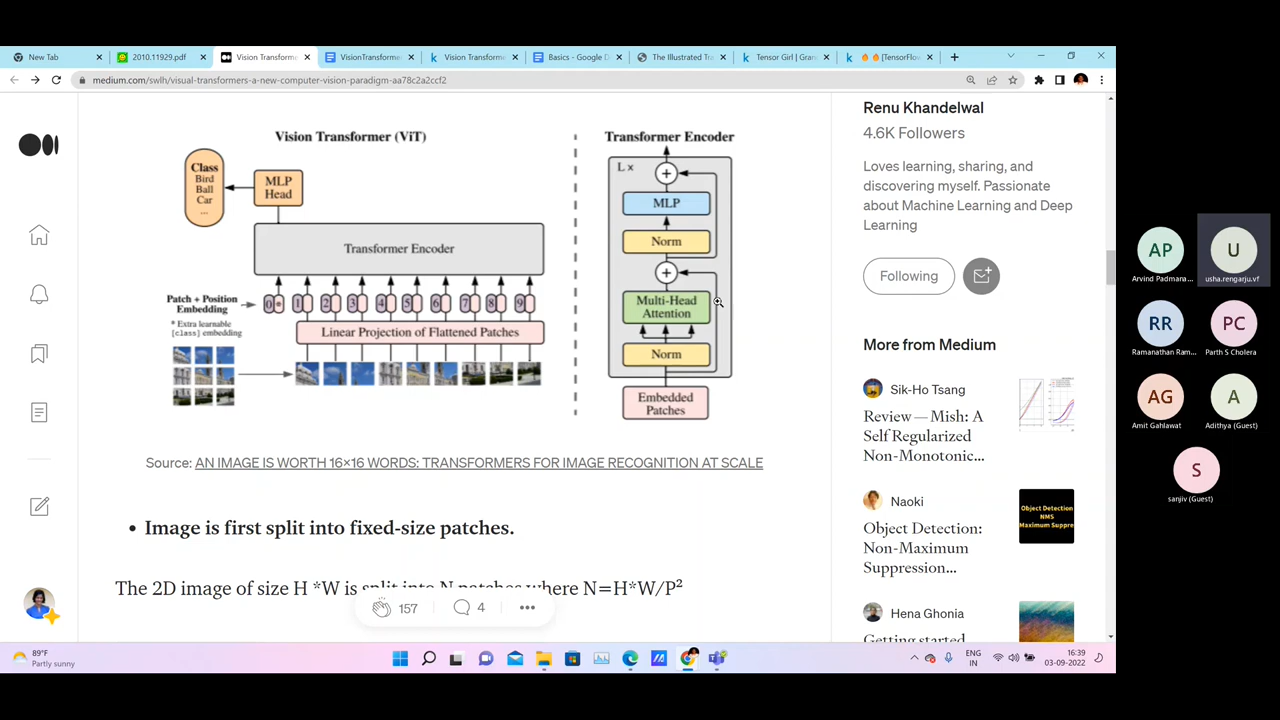 New Tab
2010.11929.pdf
Vision Transforme
VisionTransforme
Vision Transforme
Basics - Google D
The Illustrated Tra
Tensor Girl | Gran
[TensorFlow
medium.com/swlh/visual-transformers-a-new-computer-vision-paradigm-aa78c2a2ccf2
Vision Transformer (ViT)
Class
Bird
Ball
Car
...
MLP
Head
Transformer Encoder
Patch + Position
Embedding
* Extra learnable
[class] embedding
0 * 1 2 3 4 5 6 7 8 9
Linear Projection of Flattened Patches
Transformer Encoder
L ×
+
MLP
Norm
+
Multi-Head
Attention
Norm
Embedded
Patches
Source: AN IMAGE IS WORTH 16×16 WORDS: TRANSFORMERS FOR IMAGE RECOGNITION AT SCALE
• Image is first split into fixed-size patches.
The 2D image of size H *W is split into N patches where N=H*W/P²
157
4
Renu Khandelwal
4.6K Followers
Loves learning, sharing, and
discovering myself. Passionate
about Machine Learning and Deep
Learning
Following
More from Medium
Sik-Ho Tsang
Review — Mish: A
Self Regularized
Non-Monotonic...
Naoki
Object Detection:
Non-Maximum
Suppression...
Object Detection
NMS
Maximum Suppre
Hena Ghonia
Getting started
AP
Arvind Padmana...
U
usha.rengarju.vf
RR
Ramanathan Ram...
PC
Parth S Cholera
AG
Amit Gahlawat
A
Adithya (Guest)
S
sanjiv (Guest)
89°F
Partly sunny
ENG
IN
16:39
03-09-2022